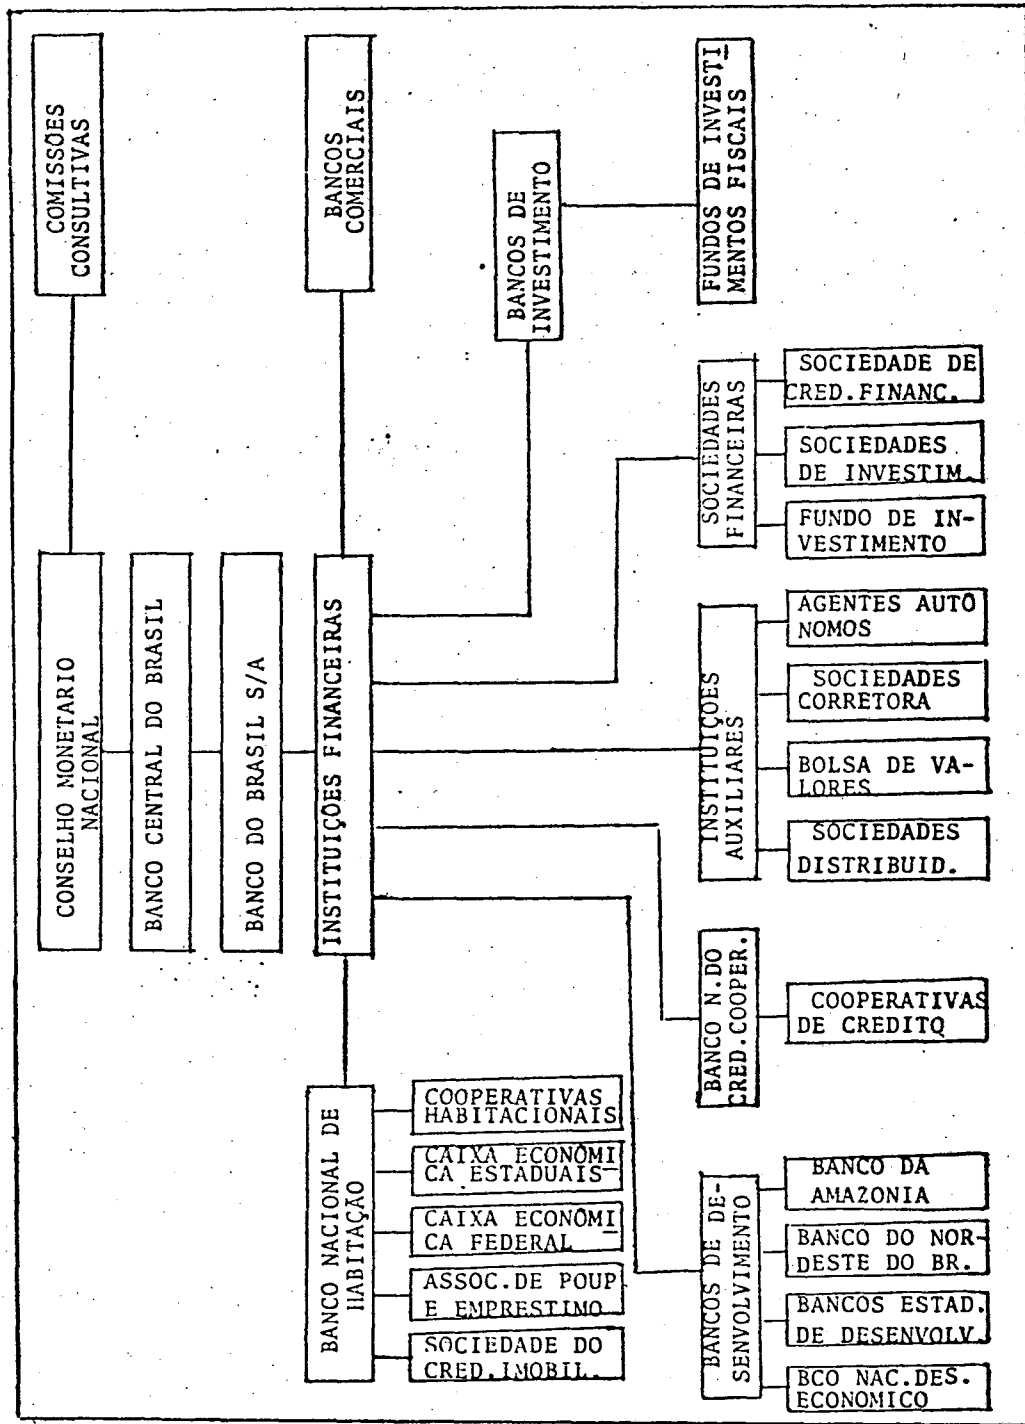 COMISSÕES
CONSULTIVAS
CONSELHO MONETARIO
NACIONAL
BANCO CENTRAL DO BRASIL
BANCO DO BRASIL S/A
INSTITUIÇÕES FINANCEIRAS
BANCOS
COMERCIAIS
BANCO NACIONAL DE
HABITAÇÃO
COOPERATIVAS
HABITACIONAIS
CAIXA ECONÔMI
CA ESTADUAIS
CAIXA ECONÔMI
CA FEDERAL
ASSOC.DE POUP
E EMPRESTIMO
SOCIEDADE DO
CRED.IMOBIL.
BANCOS DE
INVESTIMENTO
FUNDOS DE INVESTI
MENTOS FISCAIS
SOCIEDADES
FINANCEIRAS
SOCIEDADE DE
CRED.FINANC.
SOCIEDADES
DE INVESTIM.
FUNDO DE IN-
VESTIMENTO
INSTITUIÇOES
AUXILIARES
AGENTES AUTÔ
NOMOS
SOCIEDADES
CORRETORA
BOLSA DE VA-
LORES
SOCIEDADES
DISTRIBUID.
BANCO N.DO
CRED.COOPER.
COOPERATIVAS
DE CREDITO
BANCOS DE DE-
SENVOLVIMENTO
BANCO DA
AMAZONIA
BANCO DO NOR-
DESTE DO BR.
BANCOS ESTAD.
DE DESENVOLV.
BCO NAC.DES.
ECONOMICO